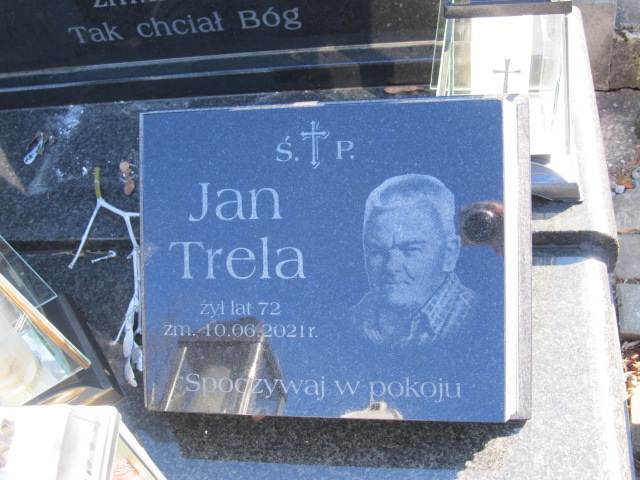 Tak chciał Bóg
Ś. P.
Jan
Trela
żył lat 72
zm. 10.06.2021r.
Spoczywaj w pokoju